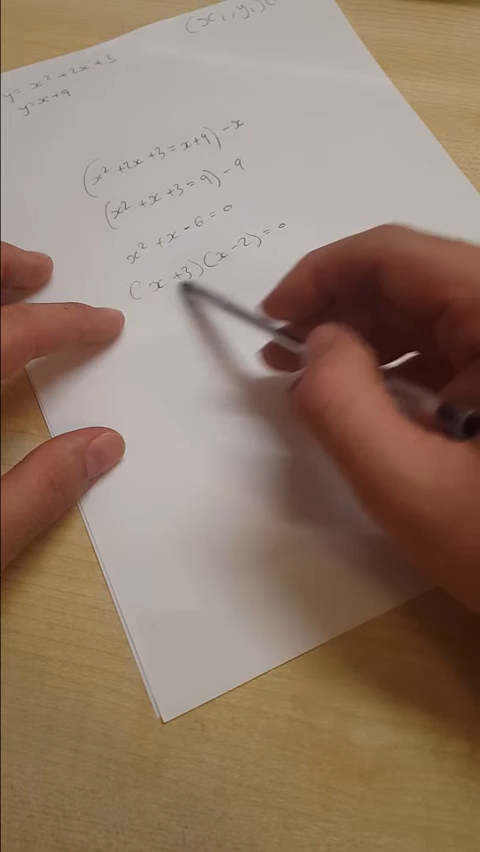 (x₁, y₂)(
y = x² + 2x + 3
y = x + 9
(x² + 2x + 3 = x + 9) - x
(x² + x + 3 = 9) - 9
x² + x - 6 = 0
(x + 3)(x - 2) = 0